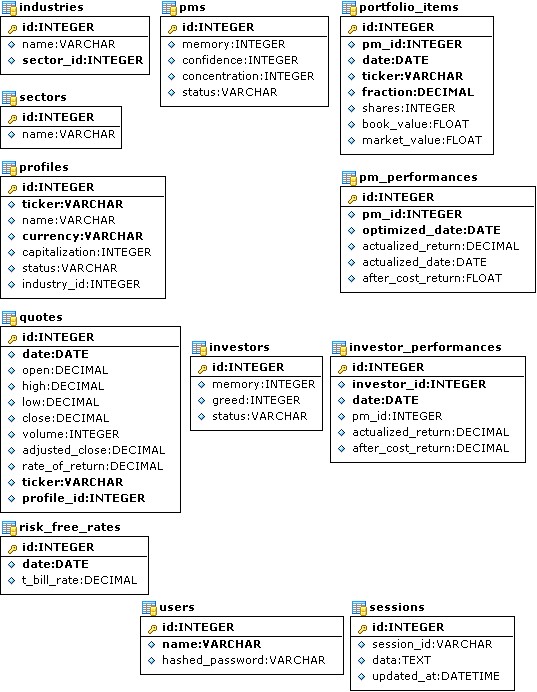 industries
id:INTEGER
name:VARCHAR
sector_id:INTEGER
pms
id:INTEGER
memory:INTEGER
confidence:INTEGER
concentration:INTEGER
status:VARCHAR
portfolio_items
id:INTEGER
pm_id:INTEGER
date:DATE
ticker:VARCHAR
fraction:DECIMAL
shares:INTEGER
book_value:FLOAT
market_value:FLOAT
sectors
id:INTEGER
name:VARCHAR
profiles
id:INTEGER
ticker:VARCHAR
name:VARCHAR
currency:VARCHAR
capitalization:INTEGER
status:VARCHAR
industry_id:INTEGER
pm_performances
id:INTEGER
pm_id:INTEGER
optimized_date:DATE
actualized_return:DECIMAL
actualized_date:DATE
after_cost_return:FLOAT
quotes
id:INTEGER
date:DATE
open:DECIMAL
high:DECIMAL
low:DECIMAL
close:DECIMAL
volume:INTEGER
adjusted_close:DECIMAL
rate_of_return:DECIMAL
ticker:VARCHAR
profile_id:INTEGER
investors
id:INTEGER
memory:INTEGER
greed:INTEGER
status:VARCHAR
investor_performances
id:INTEGER
investor_id:INTEGER
date:DATE
pm_id:INTEGER
actualized_return:DECIMAL
after_cost_return:DECIMAL
risk_free_rates
id:INTEGER
date:DATE
t_bill_rate:DECIMAL
users
id:INTEGER
name:VARCHAR
hashed_password:VARCHAR
sessions
id:INTEGER
session_id:VARCHAR
data:TEXT
updated_at:DATETIME